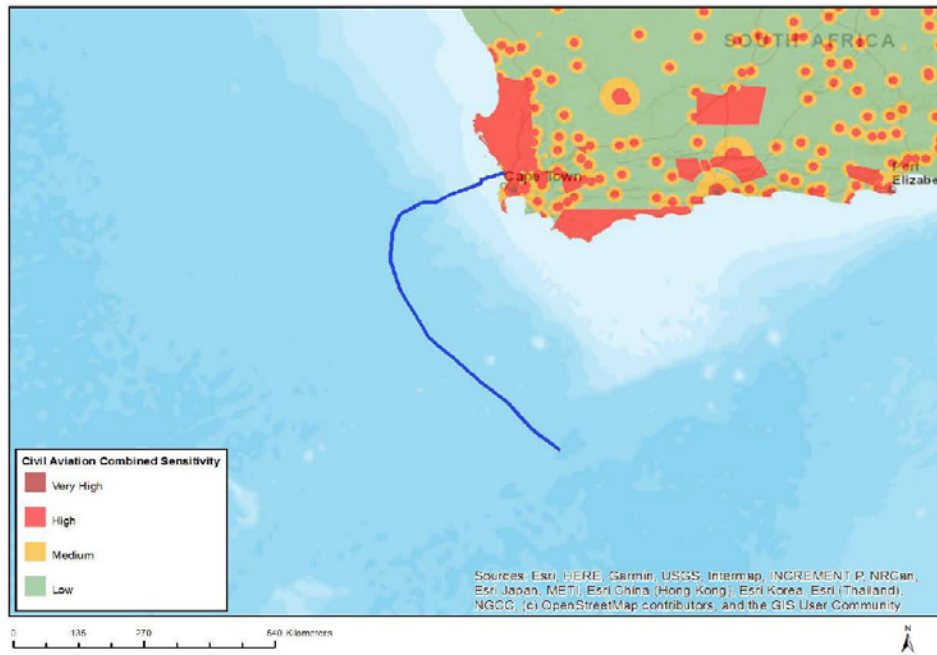 SOUTH AFRICA
Cape Town
Port
Elizabe
Civil Aviation Combined Sensitivity
Very High
High
Medium
Low
Sources: Esri, HERE, Garmin, USGS, Intermap, INCREMENT P, NRCan,
Esri Japan, METI, Esri China (Hong Kong), Esri Korea, Esri (Thailand),
NGCC, (c) OpenStreetMap contributors, and the GIS User Community
0 135 270 540 Kilometers
N